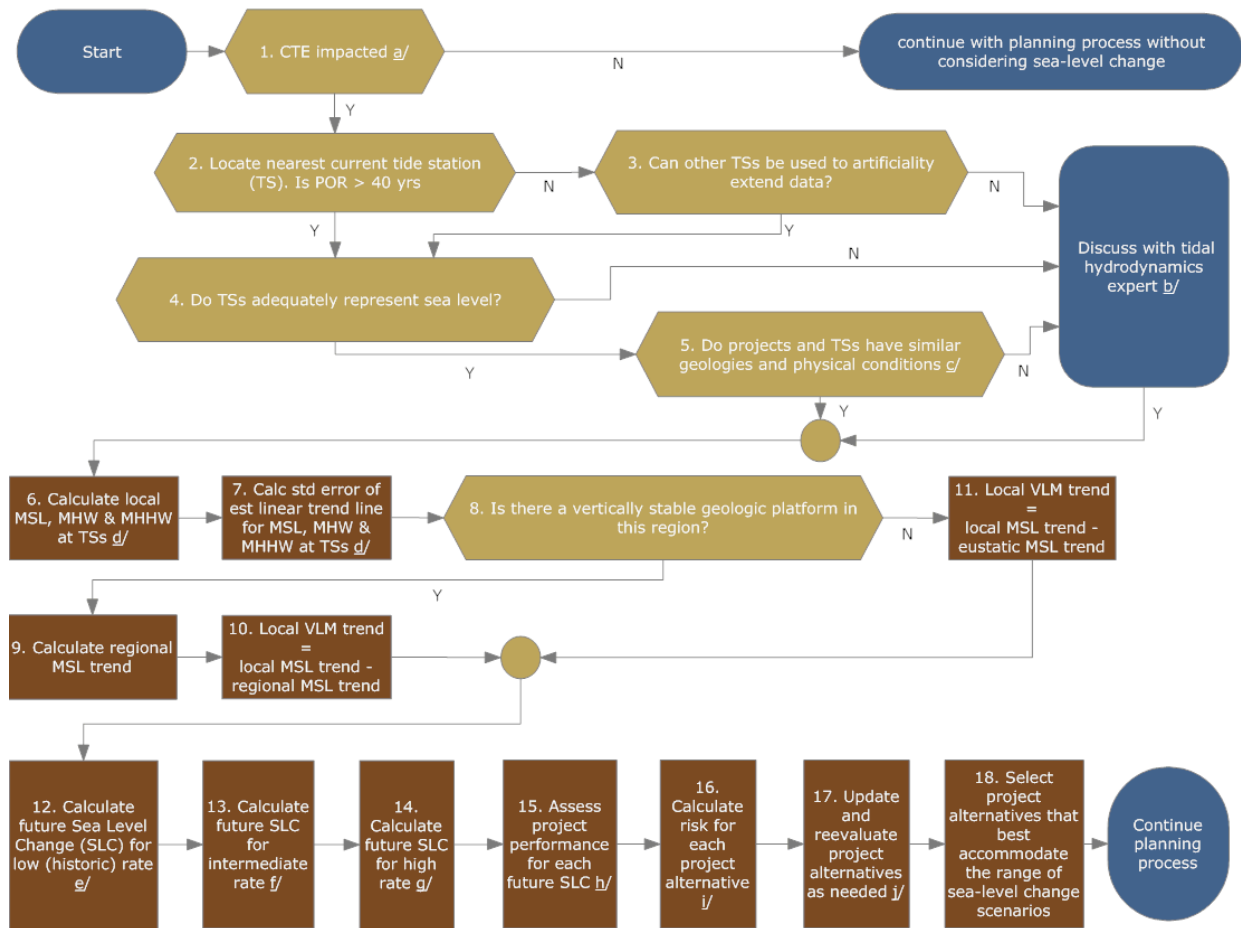 Start
1. CTE impacted a/
N
continue with planning process without
considering sea-level change
Y
2. Locate nearest current tide station
(TS). Is POR > 40 yrs
N
3. Can other TSs be used to artificiality
extend data?
N
Y
Y
Discuss with tidal
hydrodynamics
expert b/
4. Do TSs adequately represent sea level?
N
Y
5. Do projects and TSs have similar
geologies and physical conditions c/
N
Y
Y
6. Calculate local
MSL, MHW & MHHW
at TSs d/
7. Calc std error of
est linear trend line
for MSL, MHW &
MHHW at TSs d/
8. Is there a vertically stable geologic platform in
this region?
N
11. Local VLM trend
=
local MSL trend -
eustatic MSL trend
Y
9. Calculate regional
MSL trend
10. Local VLM trend
=
local MSL trend -
regional MSL trend
12. Calculate
future Sea Level
Change (SLC) for
low (historic) rate
e/
13. Calculate
future SLC
for
intermediate
rate f/
14.
Calculate
future SLC
for high
rate g/
15. Assess
project
performance
for each
future SLC h/
16.
Calculate
risk for
each
project
alternative
i/
17. Update
and
reevaluate
project
alternatives
as needed j/
18. Select
project
alternatives that
best
accommodate
the range of
sea-level change
scenarios
Continue
planning
process